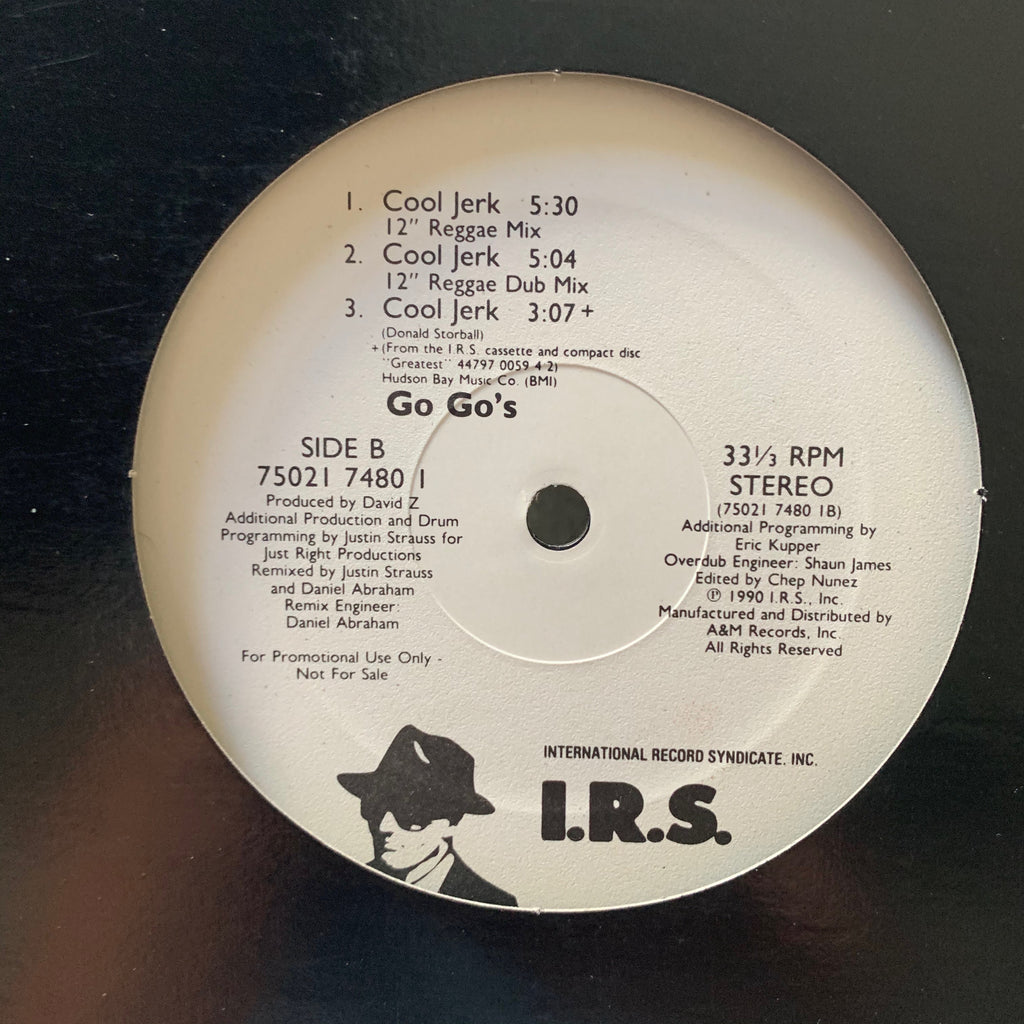 1. Cool Jerk 5:30
12" Reggae Mix
2. Cool Jerk 5:04
12" Reggae Dub Mix
3. Cool Jerk 3:07 +
(Donald Storball)
+ (From the I.R.S. cassette and compact disc
"Greatest" 44797 0059 4 2)
Hudson Bay Music Co. (BMI)
Go Go's
SIDE B
75021 7480 1
Produced by David Z
Additional Production and Drum
Programming by Justin Strauss for
Just Right Productions
Remixed by Justin Strauss
and Daniel Abraham
Remix Engineer:
Daniel Abraham
For Promotional Use Only -
Not For Sale
33⅓ RPM
STEREO
(75021 7480 1B)
Additional Programming by
Eric Kupper
Overdub Engineer: Shaun James
Edited by Chep Nunez
℗ 1990 I.R.S., Inc.
Manufactured and Distributed by
A&M Records, Inc.
All Rights Reserved
INTERNATIONAL RECORD SYNDICATE, INC.
I.R.S.